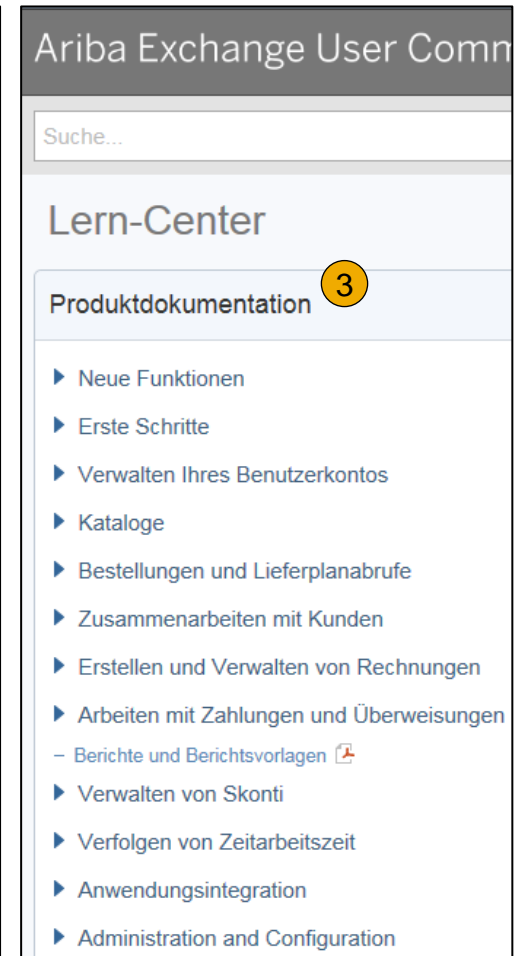 Ariba Exchange User Comm
Suche...
Lern-Center
Produktdokumentation 3
Neue Funktionen
Erste Schritte
Verwalten Ihres Benutzerkontos
Kataloge
Bestellungen und Lieferplanabrufe
Zusammenarbeiten mit Kunden
Erstellen und Verwalten von Rechnungen
Arbeiten mit Zahlungen und Überweisungen
– Berichte und Berichtsvorlagen
Verwalten von Skonti
Verfolgen von Zeitarbeitszeit
Anwendungsintegration
Administration and Configuration